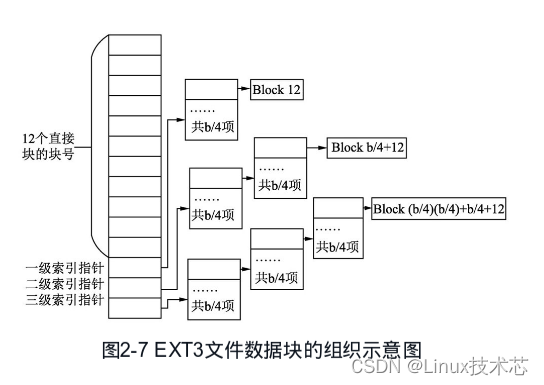 12个直接
块的块号
一级索引指针
二级索引指针
三级索引指针
……
共b/4项
Block 12
……
共b/4项
……
共b/4项
Block b/4+12
……
共b/4项
……
共b/4项
……
共b/4项
Block (b/4)(b/4)+b/4+12
图2-7 EXT3文件数据块的组织示意图
CSDN @Linux技术芯